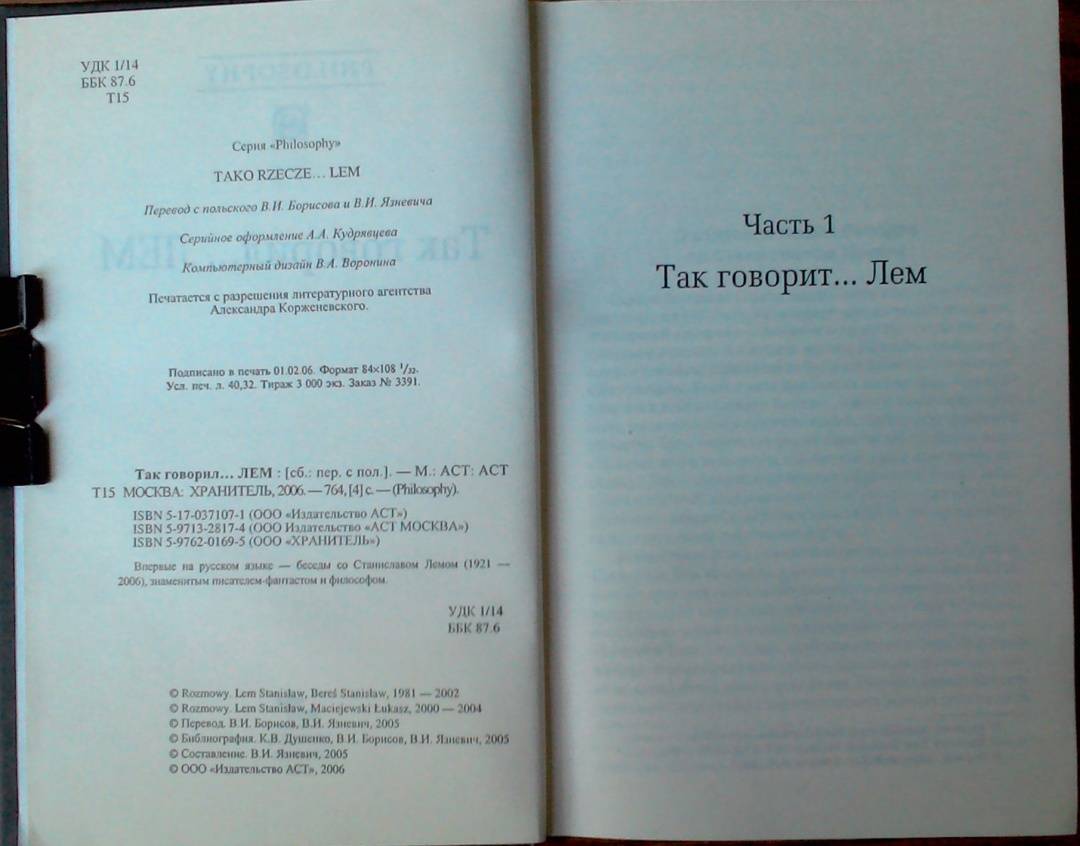 УДК 1/14
ББК 87.6
Т15
Серия «Philosophy»
TAKO RZECZE... LEM
Перевод с польского В.И. Борисова и В.И. Язневича
Серийное оформление А.А. Кудрявцева
Компьютерный дизайн В.А. Воронина
Печатается с разрешения литературного агентства
Александра Корженевского.
Подписано в печать 01.02.06. Формат 84×108 1/32.
Усл. печ. л. 40,32. Тираж 3 000 экз. Заказ № 3391.
Так говорил... ЛЕМ : [сб.: пер. с пол.]. — М.: АСТ: АСТ
Т15 МОСКВА: ХРАНИТЕЛЬ, 2006. — 764, [4] с. — (Philosophy).
ISBN 5-17-037107-1 (ООО «Издательство АСТ»)
ISBN 5-9713-2817-4 (ООО Издательство «АСТ МОСКВА»)
ISBN 5-9762-0169-5 (ООО «ХРАНИТЕЛЬ»)
Впервые на русском языке — беседы со Станиславом Лемом (1921 —
2006), знаменитым писателем-фантастом и философом.
УДК 1/14
ББК 87.6
© Rozmowy. Lem Stanisław, Bereś Stanisław, 1981 — 2002
© Rozmowy. Lem Stanisław, Maciejewski Łukasz, 2000 — 2004
© Перевод. В.И. Борисов, В.И. Язневич, 2005
© Библиография. К.В. Душенко, В.И. Борисов, В.И. Язневич, 2005
© Составление. В.И. Язневич, 2005
© ООО «Издательство АСТ», 2006
Часть 1
Так говорит... Лем